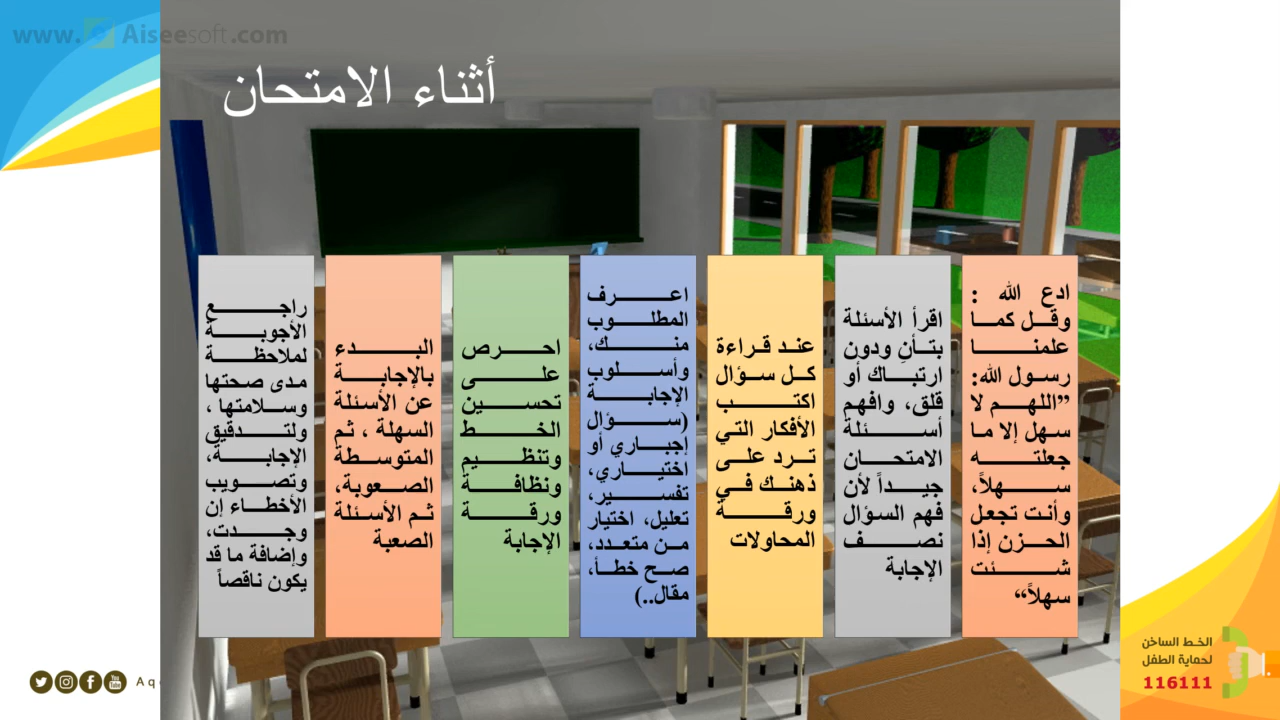 www.Aiseesoft.com
أثناء الامتحان
ادع الله :
وقل كما
علمنا
رسول الله:
”اللهم لا
سهل إلا ما
جعلته
سهلاً،
وأنت تجعل
الحزن إذا
شئت
سهلاً“
اقرأ الأسئلة
بتأنِ ودون
ارتباك أو
قلق، وافهم
أسئلة
الامتحان
جيداً لأن
فهم السؤال
نصف
الإجابة
عند قراءة
كل سؤال
اكتب
الأفكار التي
ترد على
ذهنك في
ورقة
المحاولات
اعرف
المطلوب
منك،
وأسلوب
الإجابة
(سؤال
إجباري أو
اختياري،
تفسير،
تعليل، اختيار
من متعدد،
صح خطأ،
مقال..)
احرص
على
تحسين
الخط
وتنظيم
ونظافة
ورقة
الإجابة
البدء
بالإجابة
عن الأسئلة
السهلة ، ثم
المتوسطة
الصعوبة،
ثم الأسئلة
الصعبة
راجع
الأجوبة
لملاحظة
مدى صحتها
وسلامتها ،
ولتدقيق
الإجابة،
وتصويب
الأخطاء إن
وجدت،
وإضافة ما قد
يكون ناقصاً
الخط الساخن
لحماية الطفل
116111
You Tube